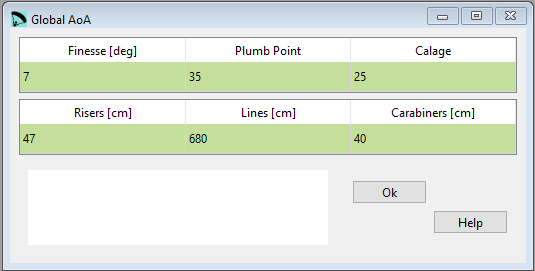 Global AoA
Finesse [deg] Plumb Point Calage
7 35 25
Risers [cm] Lines [cm] Carabiners [cm]
47 680 40
Ok
Help